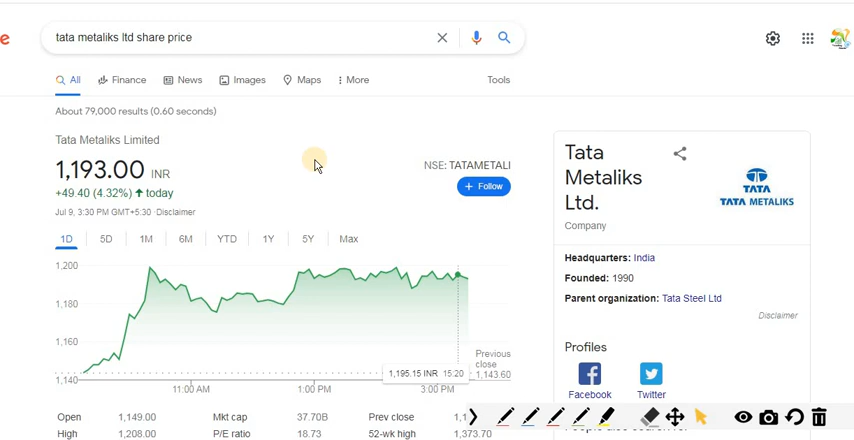 e
tata metaliks ltd share price
All Finance News Images Maps More Tools
About 79,000 results (0.60 seconds)
Tata Metaliks Limited
1,193.00 INR
+49.40 (4.32%) today
Jul 9, 3:30 PM GMT+5:30 · Disclaimer
NSE: TATAMETALI
+ Follow
1D 5D 1M 6M YTD 1Y 5Y Max
1,200
1,180
1,160
1,140
Previous
close
1,143.60
1,195.15 INR 15:20
11:00 AM 1:00 PM 3:00 PM
Open 1,149.00 Mkt cap 37.70B Prev close
High 1,208.00 P/E ratio 18.73 52-wk high 1,373.70
Tata
Metaliks
Ltd.
Company
TATA
TATA METALIKS
Headquarters: India
Founded: 1990
Parent organization: Tata Steel Ltd
Disclaimer
Profiles
Facebook Twitter